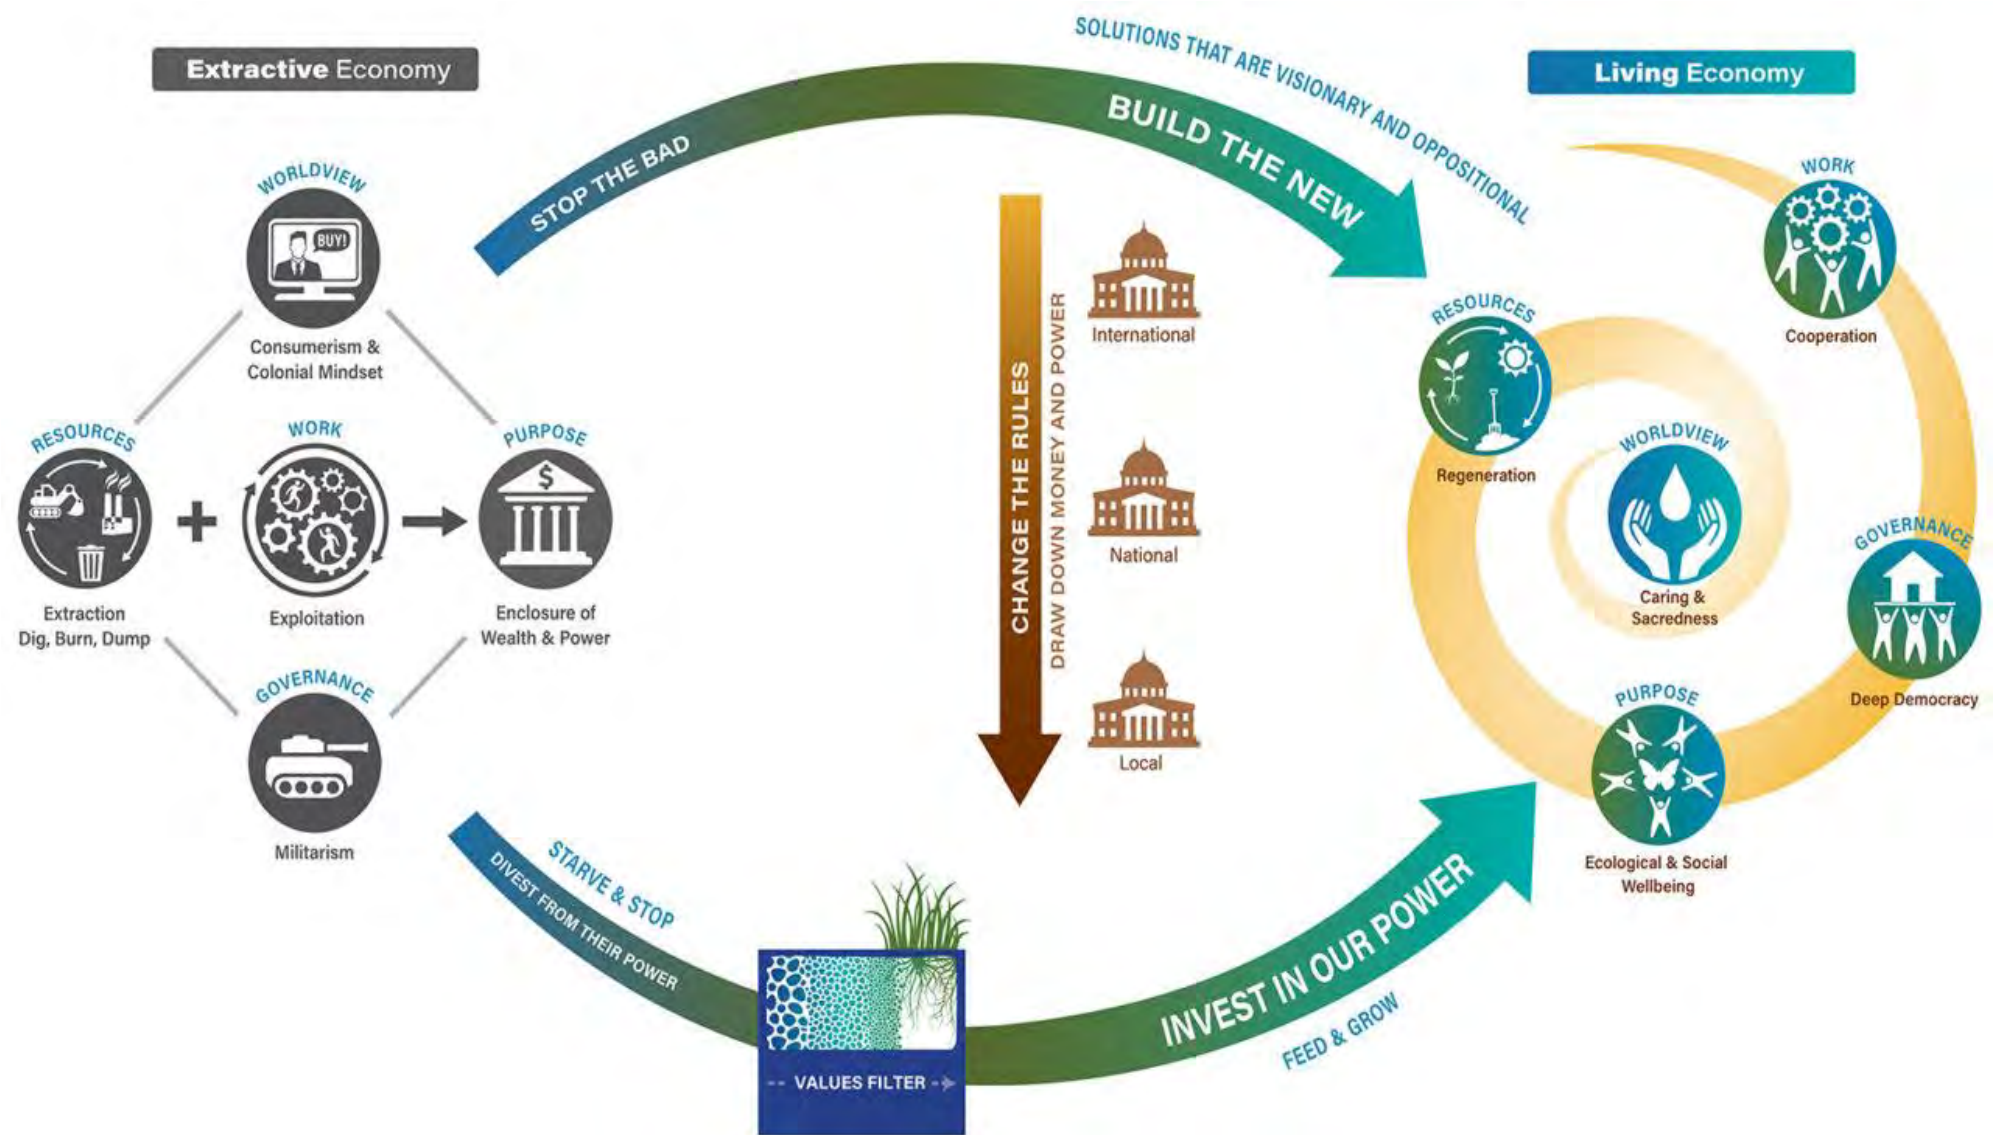 Extractive Economy
WORLDVIEW
BUY!
Consumerism &
Colonial Mindset
RESOURCES
Extraction
Dig, Burn, Dump
+
WORK
Exploitation
PURPOSE
$
Enclosure of
Wealth & Power
GOVERNANCE
Militarism
STOP THE BAD
BUILD THE NEW
SOLUTIONS THAT ARE VISIONARY AND OPPOSITIONAL
CHANGE THE RULES
DRAW DOWN MONEY AND POWER
International
National
Local
STARVE & STOP
DIVEST FROM THEIR POWER
VALUES FILTER
INVEST IN OUR POWER
FEED & GROW
Living Economy
WORK
Cooperation
RESOURCES
Regeneration
WORLDVIEW
Caring &
Sacredness
GOVERNANCE
Deep Democracy
PURPOSE
Ecological & Social
Wellbeing